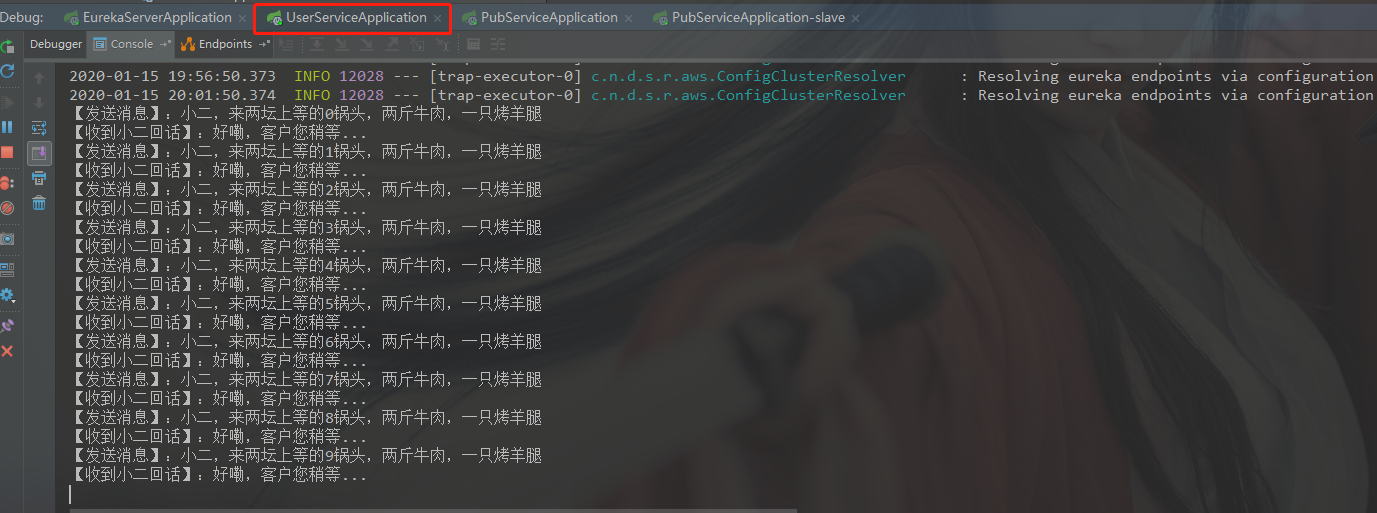 Debug: EurekaServerApplication UserServiceApplication PubServiceApplication PubServiceApplication-slave
Debugger Console Endpoints
2020-01-15 19:56:50.373 INFO 12028 --- [trap-executor-0] c.n.d.s.r.aws.ConfigClusterResolver : Resolving eureka endpoints via configuration
2020-01-15 20:01:50.374 INFO 12028 --- [trap-executor-0] c.n.d.s.r.aws.ConfigClusterResolver : Resolving eureka endpoints via configuration
【发送消息】：小二，来两坛上等的0锅头，两斤牛肉，一只烤羊腿
【收到小二回话】：好嘞，客户您稍等...
【发送消息】：小二，来两坛上等的1锅头，两斤牛肉，一只烤羊腿
【收到小二回话】：好嘞，客户您稍等...
【发送消息】：小二，来两坛上等的2锅头，两斤牛肉，一只烤羊腿
【收到小二回话】：好嘞，客户您稍等...
【发送消息】：小二，来两坛上等的3锅头，两斤牛肉，一只烤羊腿
【收到小二回话】：好嘞，客户您稍等...
【发送消息】：小二，来两坛上等的4锅头，两斤牛肉，一只烤羊腿
【收到小二回话】：好嘞，客户您稍等...
【发送消息】：小二，来两坛上等的5锅头，两斤牛肉，一只烤羊腿
【收到小二回话】：好嘞，客户您稍等...
【发送消息】：小二，来两坛上等的6锅头，两斤牛肉，一只烤羊腿
【收到小二回话】：好嘞，客户您稍等...
【发送消息】：小二，来两坛上等的7锅头，两斤牛肉，一只烤羊腿
【收到小二回话】：好嘞，客户您稍等...
【发送消息】：小二，来两坛上等的8锅头，两斤牛肉，一只烤羊腿
【收到小二回话】：好嘞，客户您稍等...
【发送消息】：小二，来两坛上等的9锅头，两斤牛肉，一只烤羊腿
【收到小二回话】：好嘞，客户您稍等...